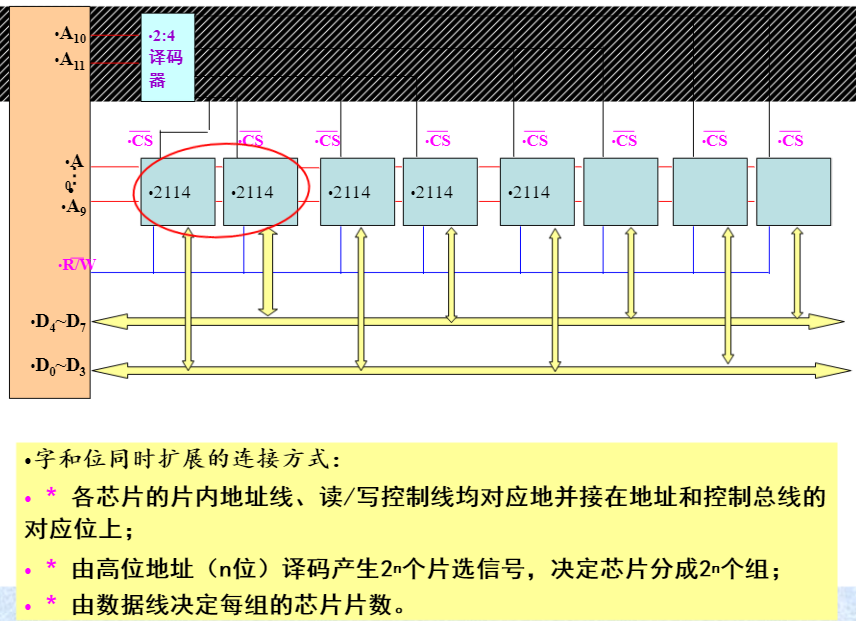 ·A10
·2:4
译码
器
·A11
·CS ·CS ·CS ·CS ·CS ·CS ·CS ·CS
·A
0⋮
·A9
·2114 ·2114 ·2114 ·2114 ·2114
·R/W
·D4~D7
·D0~D3
·字和位同时扩展的连接方式：
· * 各芯片的片内地址线、读/写控制线均对应地并接在地址和控制总线的
对应位上；
· * 由高位地址（n位）译码产生2ⁿ个片选信号，决定芯片分成2ⁿ个组；
· * 由数据线决定每组的芯片片数。